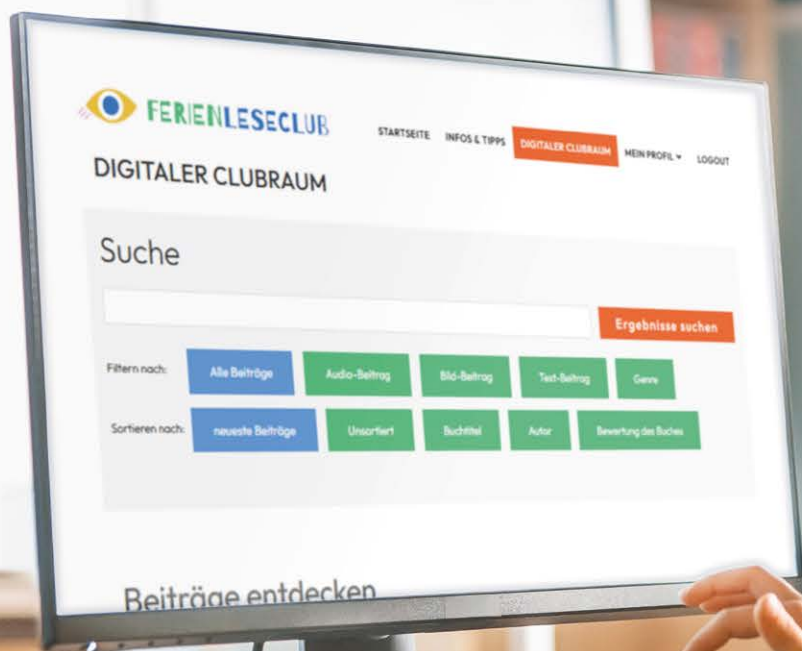 FERIENLESECLUB
STARTSEITE INFOS & TIPPS DIGITALER CLUBRAUM MEIN PROFIL LOGOUT
DIGITALER CLUBRAUM
Suche
Ergebnisse suchen
Filtern nach: Alle Beiträge Audio-Beitrag Bild-Beitrag Text-Beitrag Genre
Sortieren nach: neueste Beiträge Unsortiert Buchtitel Autor Bewertung des Buches
Beiträge entdecken